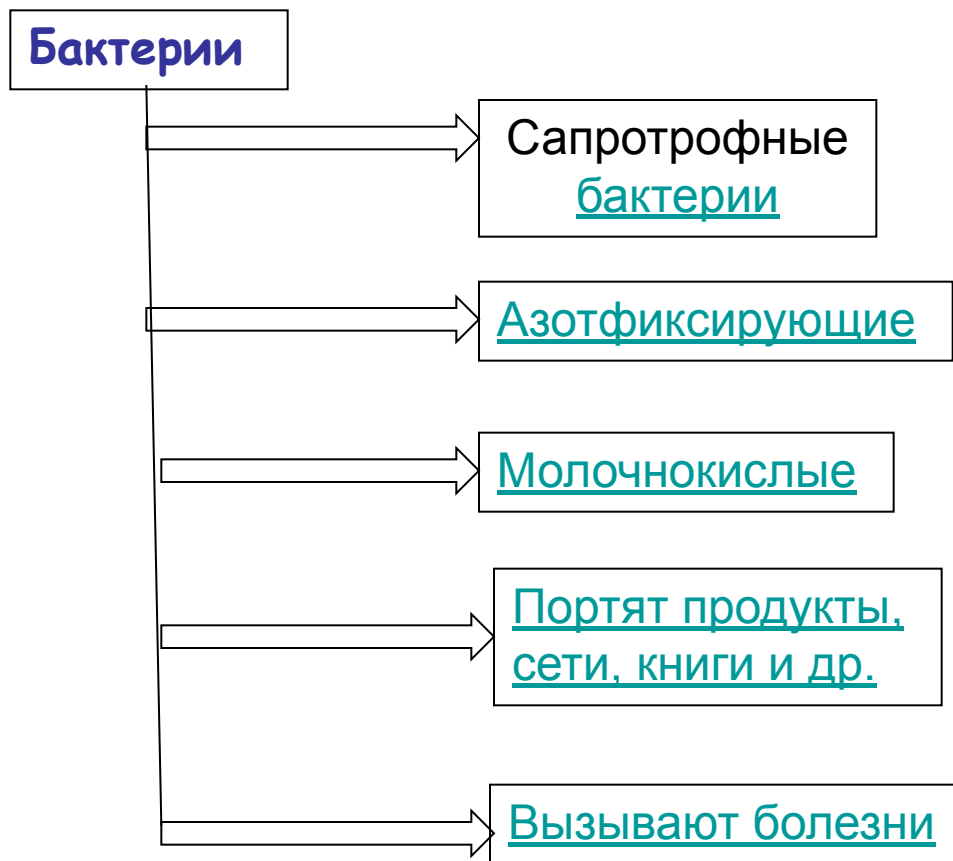 Бактерии
Сапротрофные
бактерии
Азотфиксирующие
Молочнокислые
Портят продукты,
сети, книги и др.
Вызывают болезни